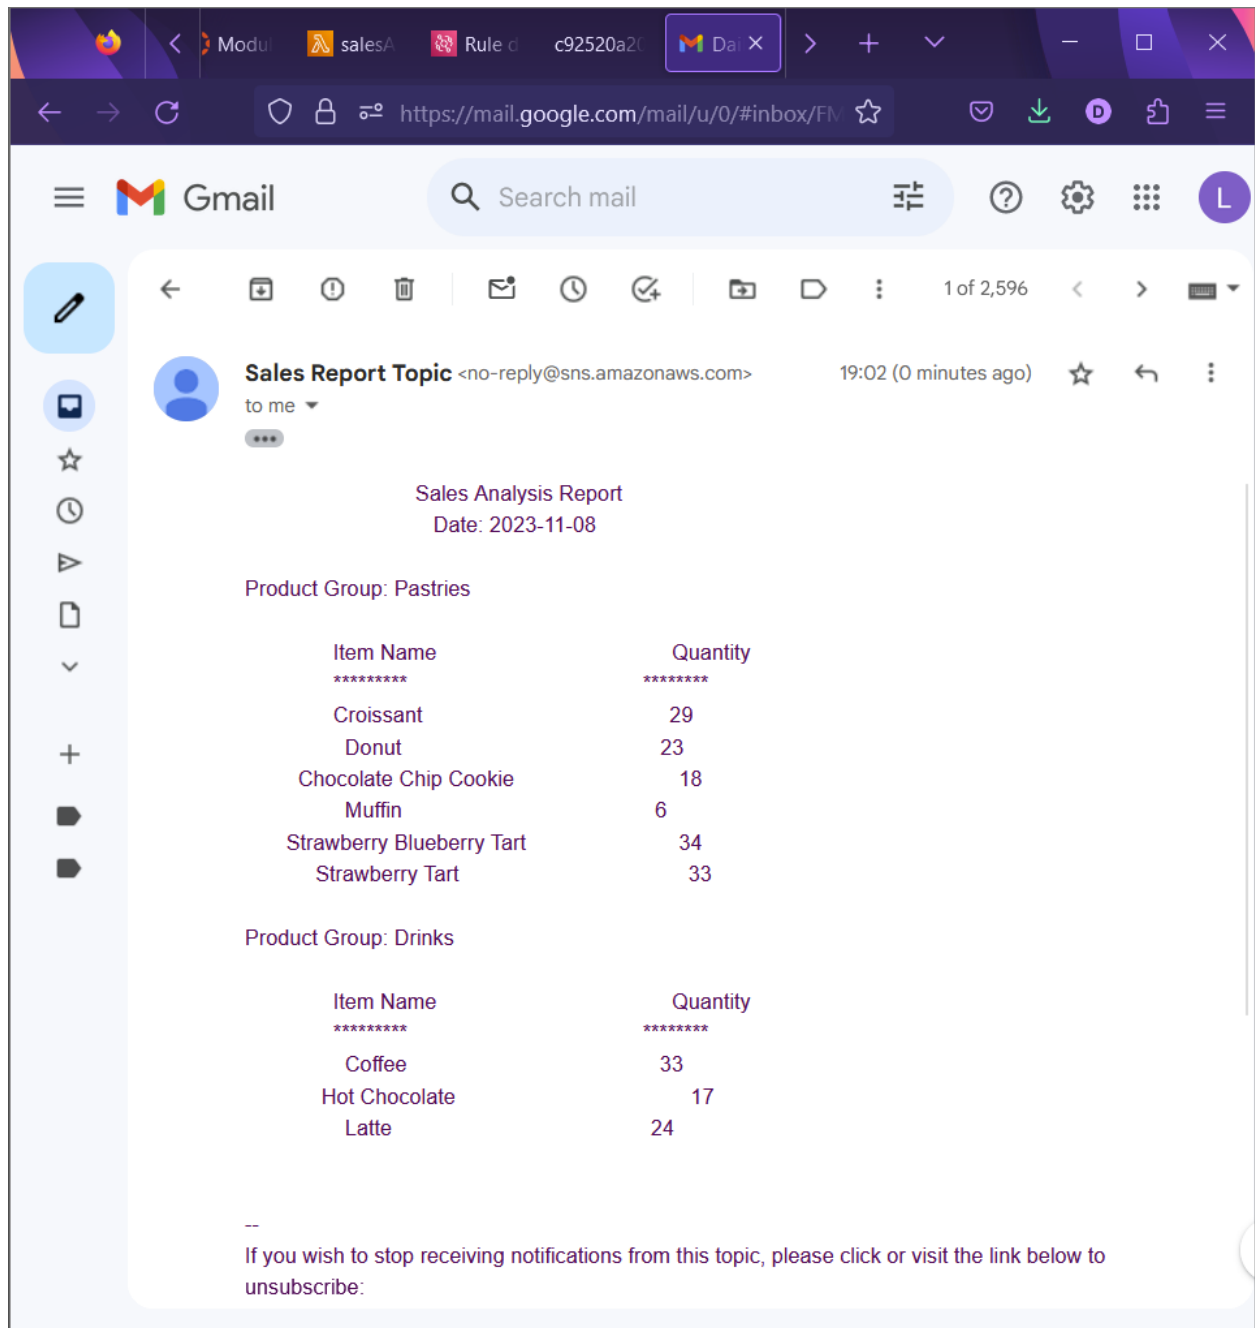 Modul salesA Rule d c92520a20 Dai
https://mail.google.com/mail/u/0/#inbox/FM D
Gmail Search mail L
1 of 2,596
Sales Report Topic <no-reply@sns.amazonaws.com> 19:02 (0 minutes ago)
to me
Sales Analysis Report
Date: 2023-11-08
Product Group: Pastries
Item Name Quantity
********* ********
Croissant 29
Donut 23
Chocolate Chip Cookie 18
Muffin 6
Strawberry Blueberry Tart 34
Strawberry Tart 33
Product Group: Drinks
Item Name Quantity
********* ********
Coffee 33
Hot Chocolate 17
Latte 24
--
If you wish to stop receiving notifications from this topic, please click or visit the link below to
unsubscribe: